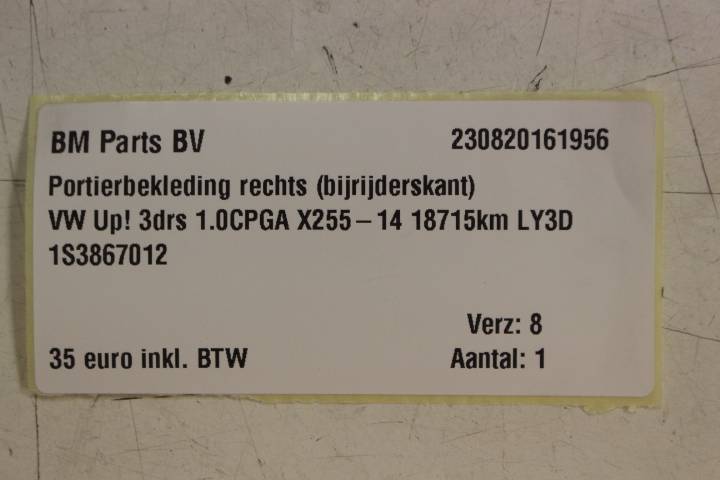 BM Parts BV 230820161956
Portierbekleding rechts (bijrijderskant)
VW Up! 3drs 1.0CPGA X255–14 18715km LY3D
1S3867012
Verz: 8
35 euro inkl. BTW Aantal: 1